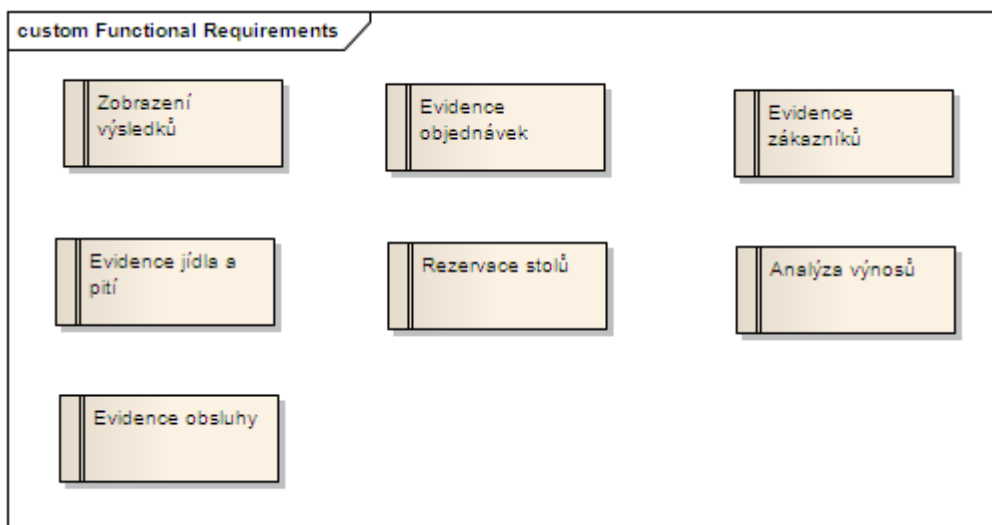 custom Functional Requirements
Zobrazení
výsledků
Evidence
objednávek
Evidence
zákazníků
Evidence jídla a
pití
Rezervace stolů
Analýza výnosů
Evidence obsluhy